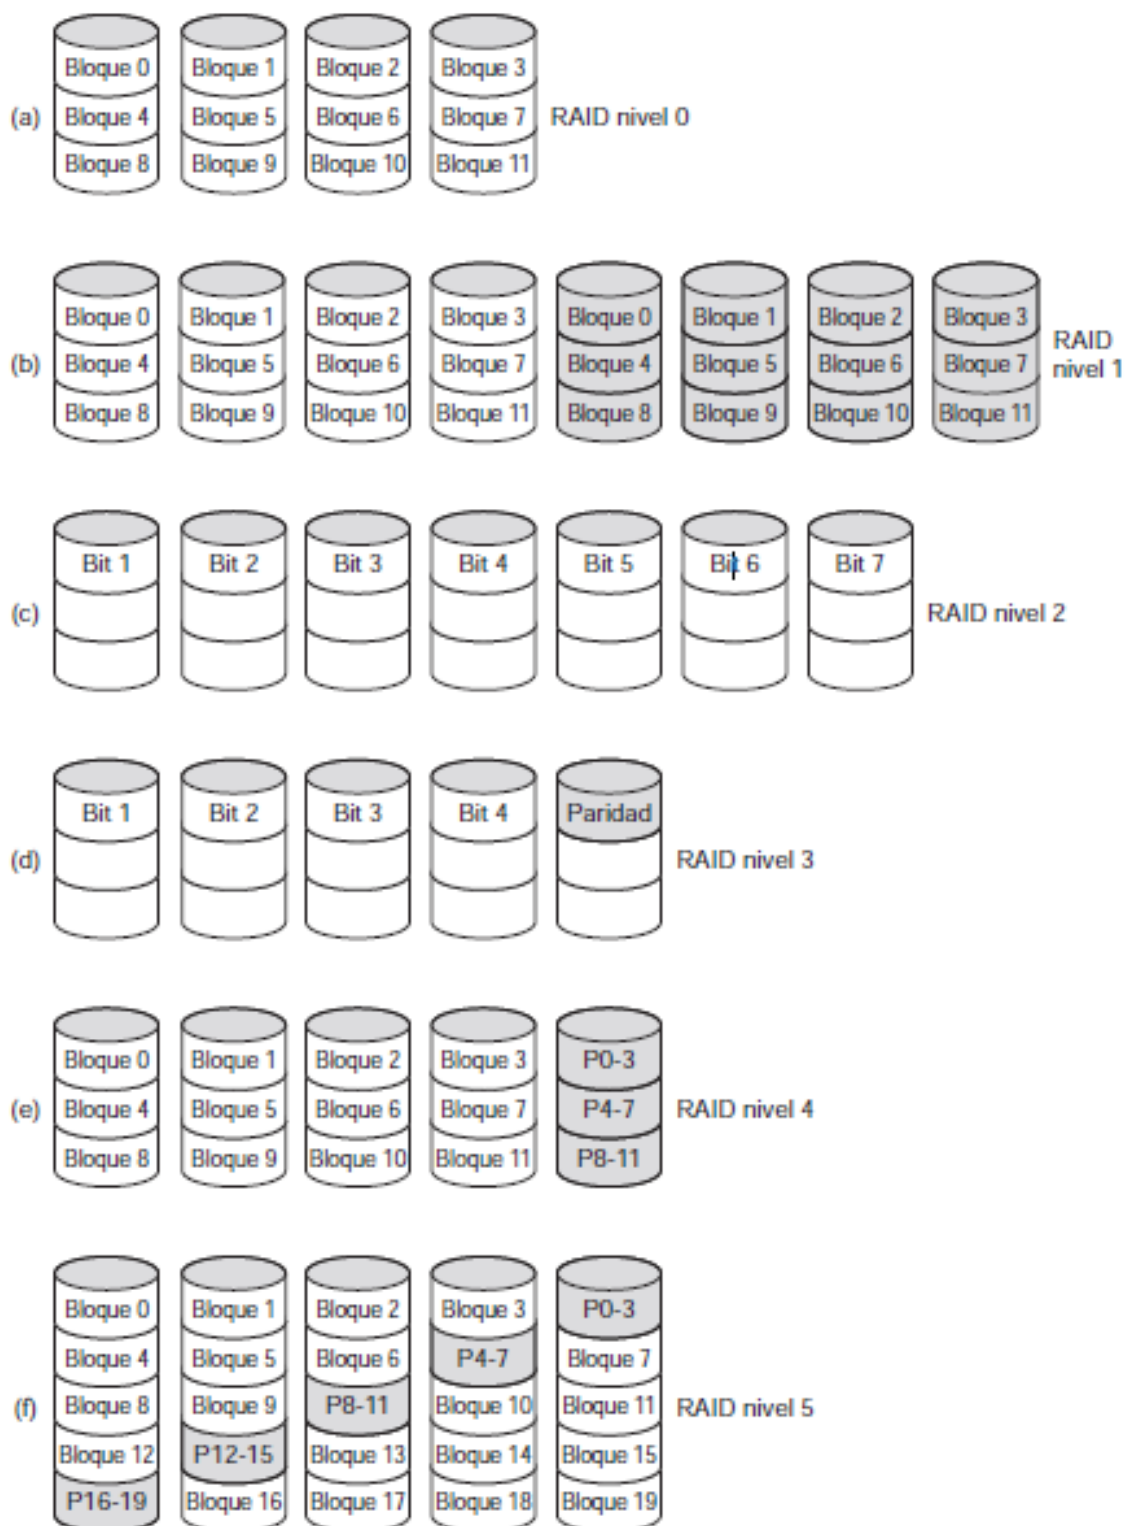 Bloque 0 Bloque 1 Bloque 2 Bloque 3
(a) Bloque 4 Bloque 5 Bloque 6 Bloque 7 RAID nivel 0
Bloque 8 Bloque 9 Bloque 10 Bloque 11
Bloque 0 Bloque 1 Bloque 2 Bloque 3 Bloque 0 Bloque 1 Bloque 2 Bloque 3
(b) Bloque 4 Bloque 5 Bloque 6 Bloque 7 Bloque 4 Bloque 5 Bloque 6 Bloque 7 RAID nivel 1
Bloque 8 Bloque 9 Bloque 10 Bloque 11 Bloque 8 Bloque 9 Bloque 10 Bloque 11
Bit 1 Bit 2 Bit 3 Bit 4 Bit 5 Bit 6 Bit 7
(c) RAID nivel 2
Bit 1 Bit 2 Bit 3 Bit 4 Paridad
(d) RAID nivel 3
Bloque 0 Bloque 1 Bloque 2 Bloque 3 P0-3
(e) Bloque 4 Bloque 5 Bloque 6 Bloque 7 P4-7 RAID nivel 4
Bloque 8 Bloque 9 Bloque 10 Bloque 11 P8-11
Bloque 0 Bloque 1 Bloque 2 Bloque 3 P0-3
Bloque 4 Bloque 5 Bloque 6 P4-7 Bloque 7
(f) Bloque 8 Bloque 9 P8-11 Bloque 10 Bloque 11 RAID nivel 5
Bloque 12 P12-15 Bloque 13 Bloque 14 Bloque 15
P16-19 Bloque 16 Bloque 17 Bloque 18 Bloque 19